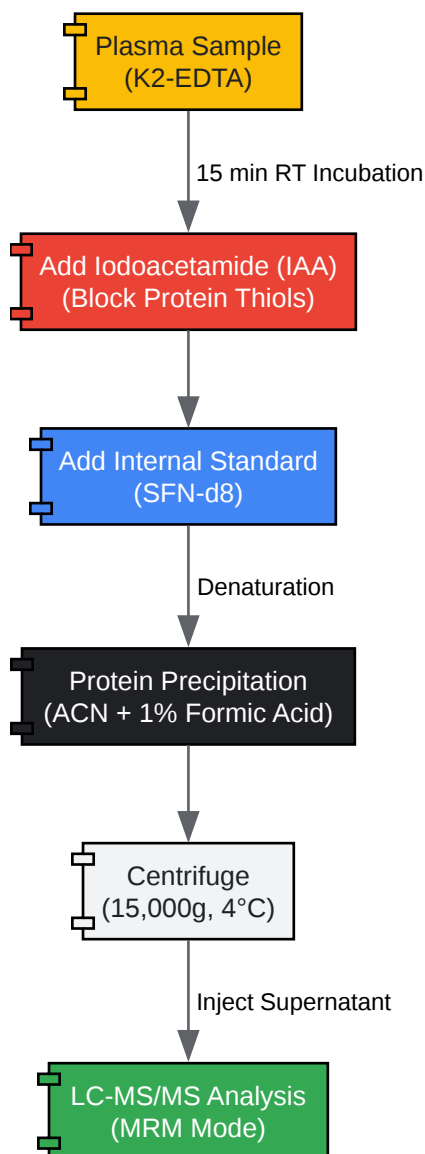 Plasma Sample
(K2-EDTA)
15 min RT Incubation
Add Iodoacetamide (IAA)
(Block Protein Thiols)
Add Internal Standard
(SFN-d8)
Denaturation
Protein Precipitation
(ACN + 1% Formic Acid)
Centrifuge
(15,000g, 4°C)
Inject Supernatant
LC-MS/MS Analysis
(MRM Mode)